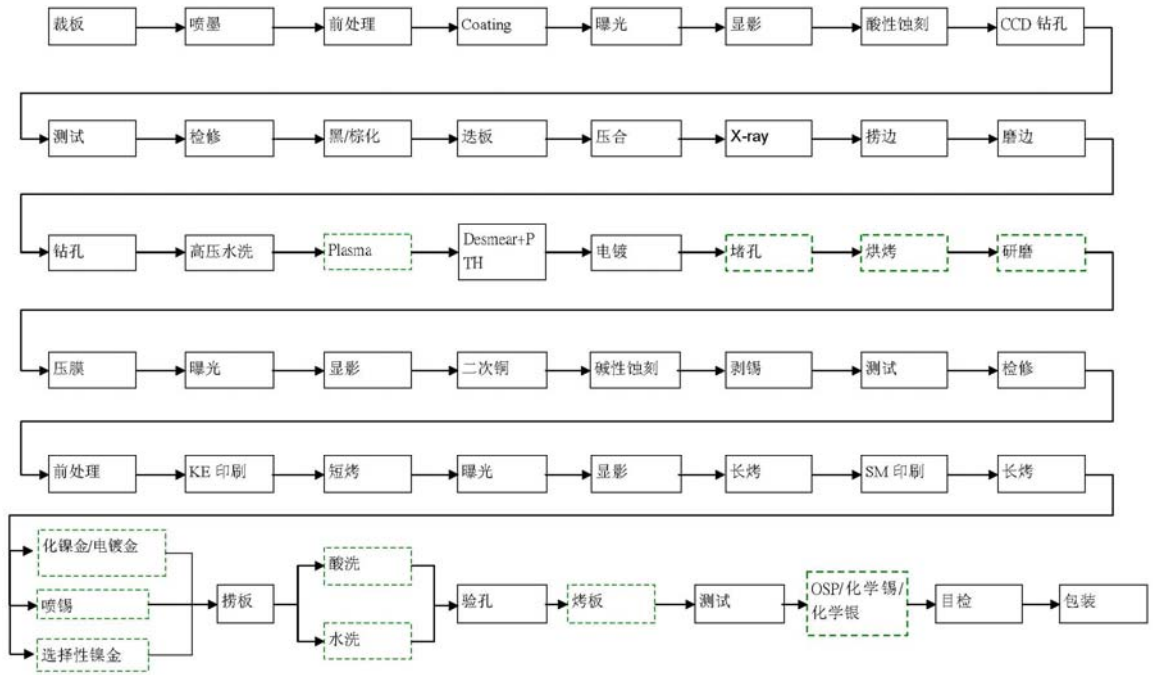 裁板 喷墨 前处理 Coating 曝光 显影 酸性蚀刻 CCD 钻孔
测试 检修 黑/棕化 迭板 压合 X-ray 捞边 磨边
钻孔 高压水洗 Plasma Desmear+P
TH 电镀 堵孔 烘烤 研磨
压膜 曝光 显影 二次铜 碱性蚀刻 剥锡 测试 检修
前处理 KE 印刷 短烤 曝光 显影 长烤 SM 印刷 长烤
化镍金/电镀金
喷锡
选择性镍金
捞板
酸洗
水洗
验孔
烤板
测试
OSP/化学锡/
化学银
目检
包装